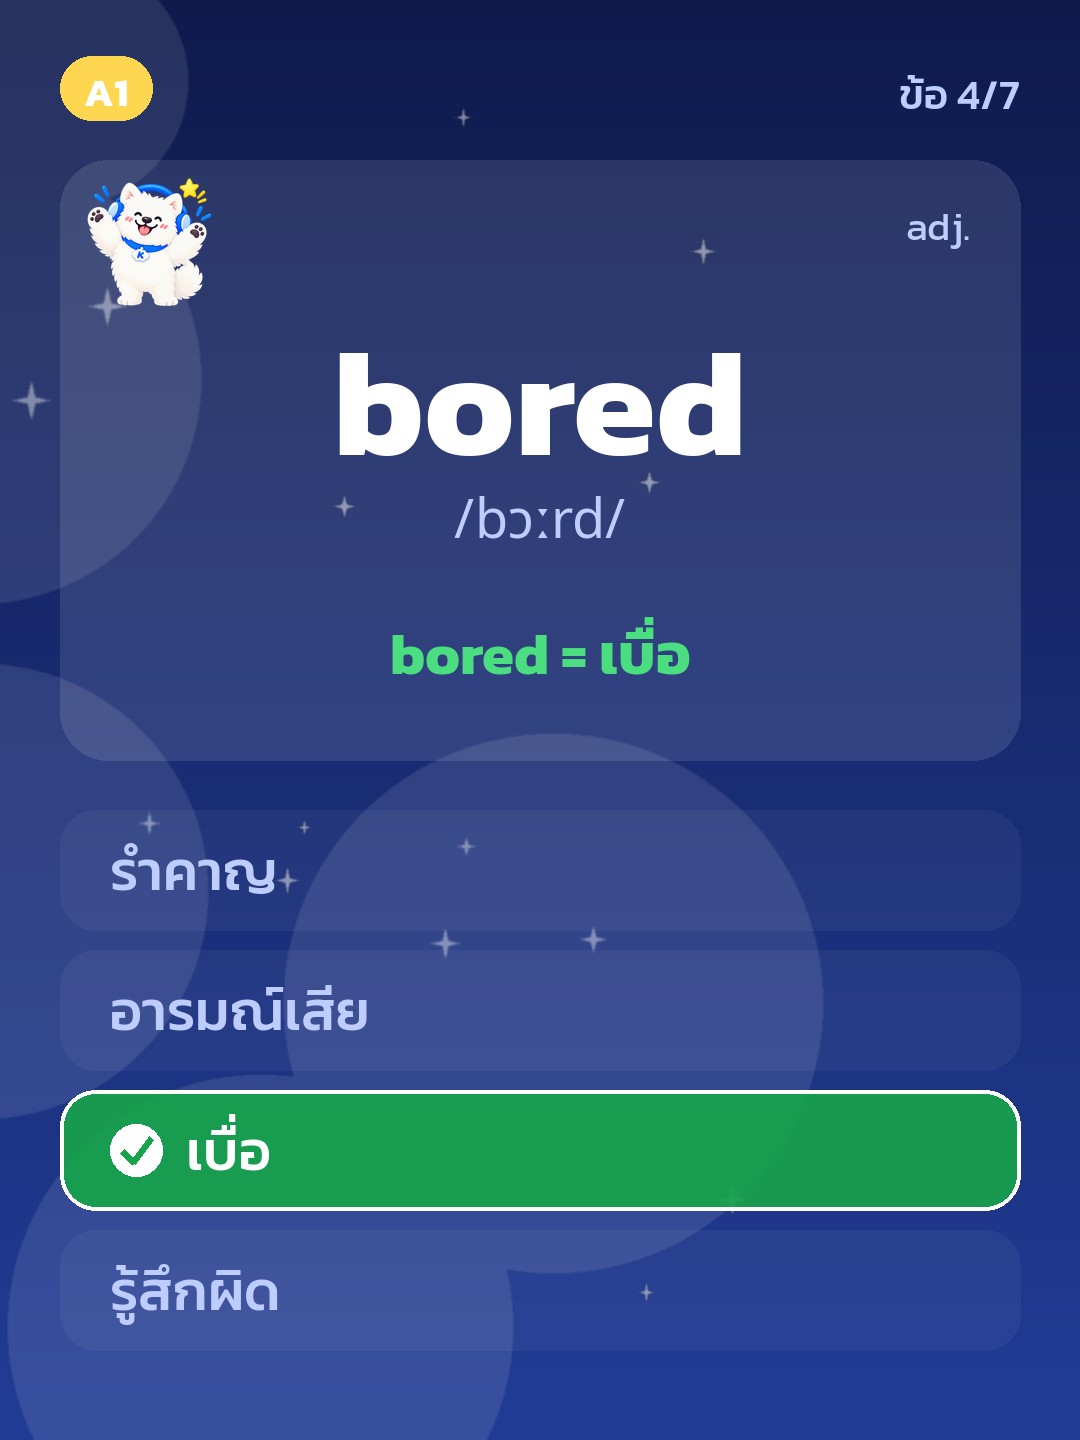 A1
ข้อ 4/7
adj.
K
bored
/bɔːrd/
bored = เบื่อ
รำคาญ
อารมณ์เสีย
เบื่อ
รู้สึกผิด